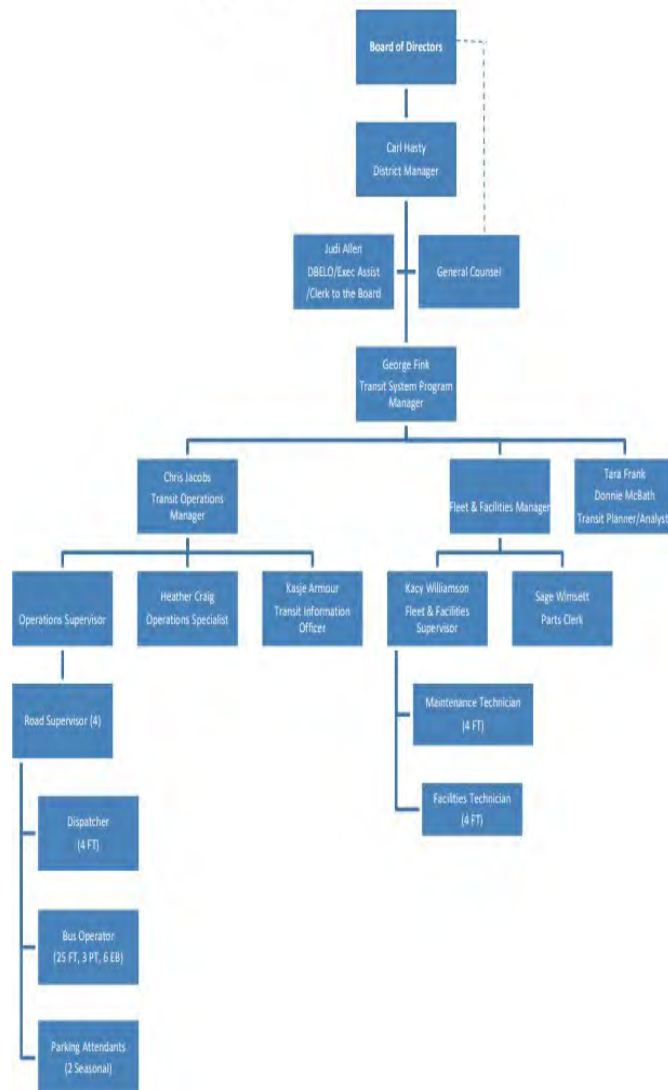 Board of Directors
Carl Hasty
District Manager
Judi Allen
DBELO/Exec Assist
/Clerk to the Board
General Counsel
George Fink
Transit System Program
Manager
Chris Jacobs
Transit Operations
Manager
Fleet & Facilities Manager
Tara Frank
Donnie McBath
Transit Planner/Analyst
Operations Supervisor
Heather Craig
Operations Specialist
Kasje Armour
Transit Information
Officer
Kacy Williamson
Fleet & Facilities
Supervisor
Sage Wimsett
Parts Clerk
Road Supervisor (4)
Maintenance Technician
(4 FT)
Facilities Technician
(4 FT)
Dispatcher
(4 FT)
Bus Operator
(25 FT, 3 PT, 6 EB)
Parking Attendants
(2 Seasonal)